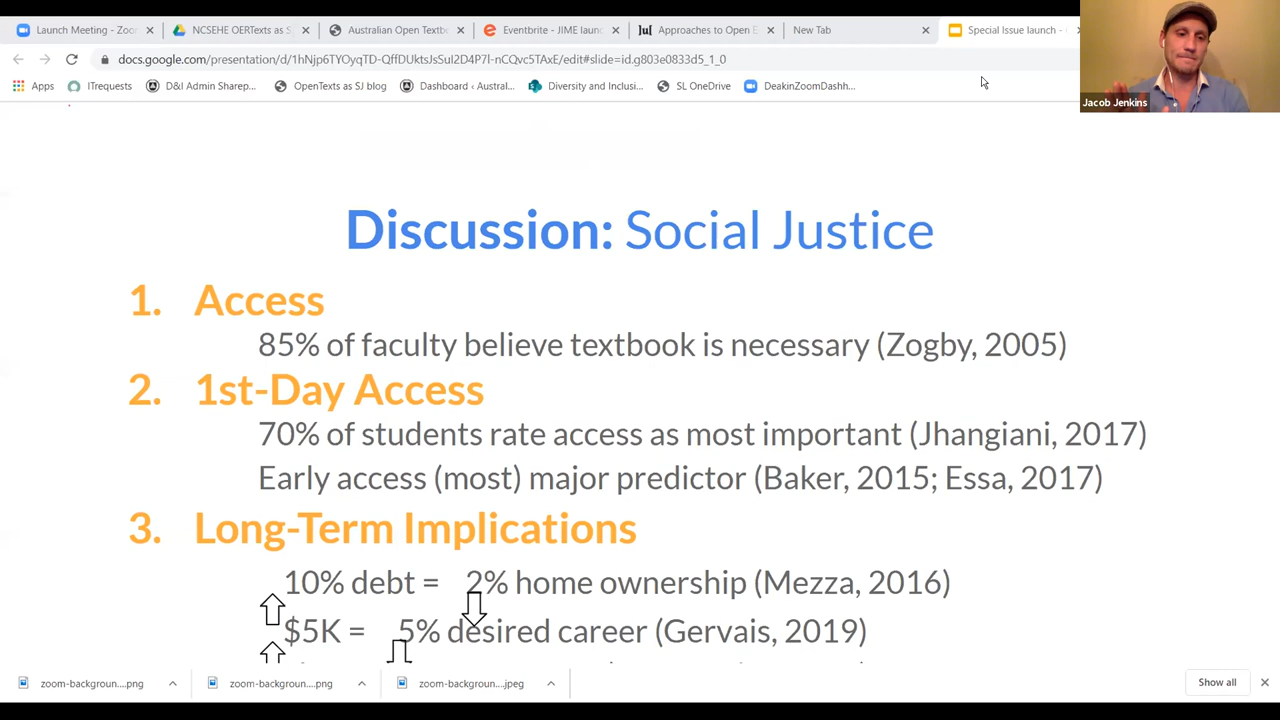 Launch Meeting - Zoo
NCSEHE OERTexts as S
Australian Open Textb
Eventbrite - JIME laun
[u] Approaches to Open E
New Tab
Special Issue launch -
docs.google.com/presentation/d/1hNjp6TYOyqTD-QffDUktsJsSuI2D4P7l-nCQvc5TAxE/edit#slide=id.g803e0833d5_1_0
Apps
ITrequests
D&I Admin Sharep...
OpenTexts as SJ blog
Dashboard ‹ Austral...
Diversity and Inclusi...
SL OneDrive
DeakinZoomDashh...
Jacob Jenkins
Discussion: Social Justice
1. Access
85% of faculty believe textbook is necessary (Zogby, 2005)
2. 1st-Day Access
70% of students rate access as most important (Jhangiani, 2017)
Early access (most) major predictor (Baker, 2015; Essa, 2017)
3. Long-Term Implications
10% debt = 2% home ownership (Mezza, 2016)
$5K = 5% desired career (Gervais, 2019)
zoom-backgroun....png
zoom-backgroun....png
zoom-backgroun....jpeg
Show all